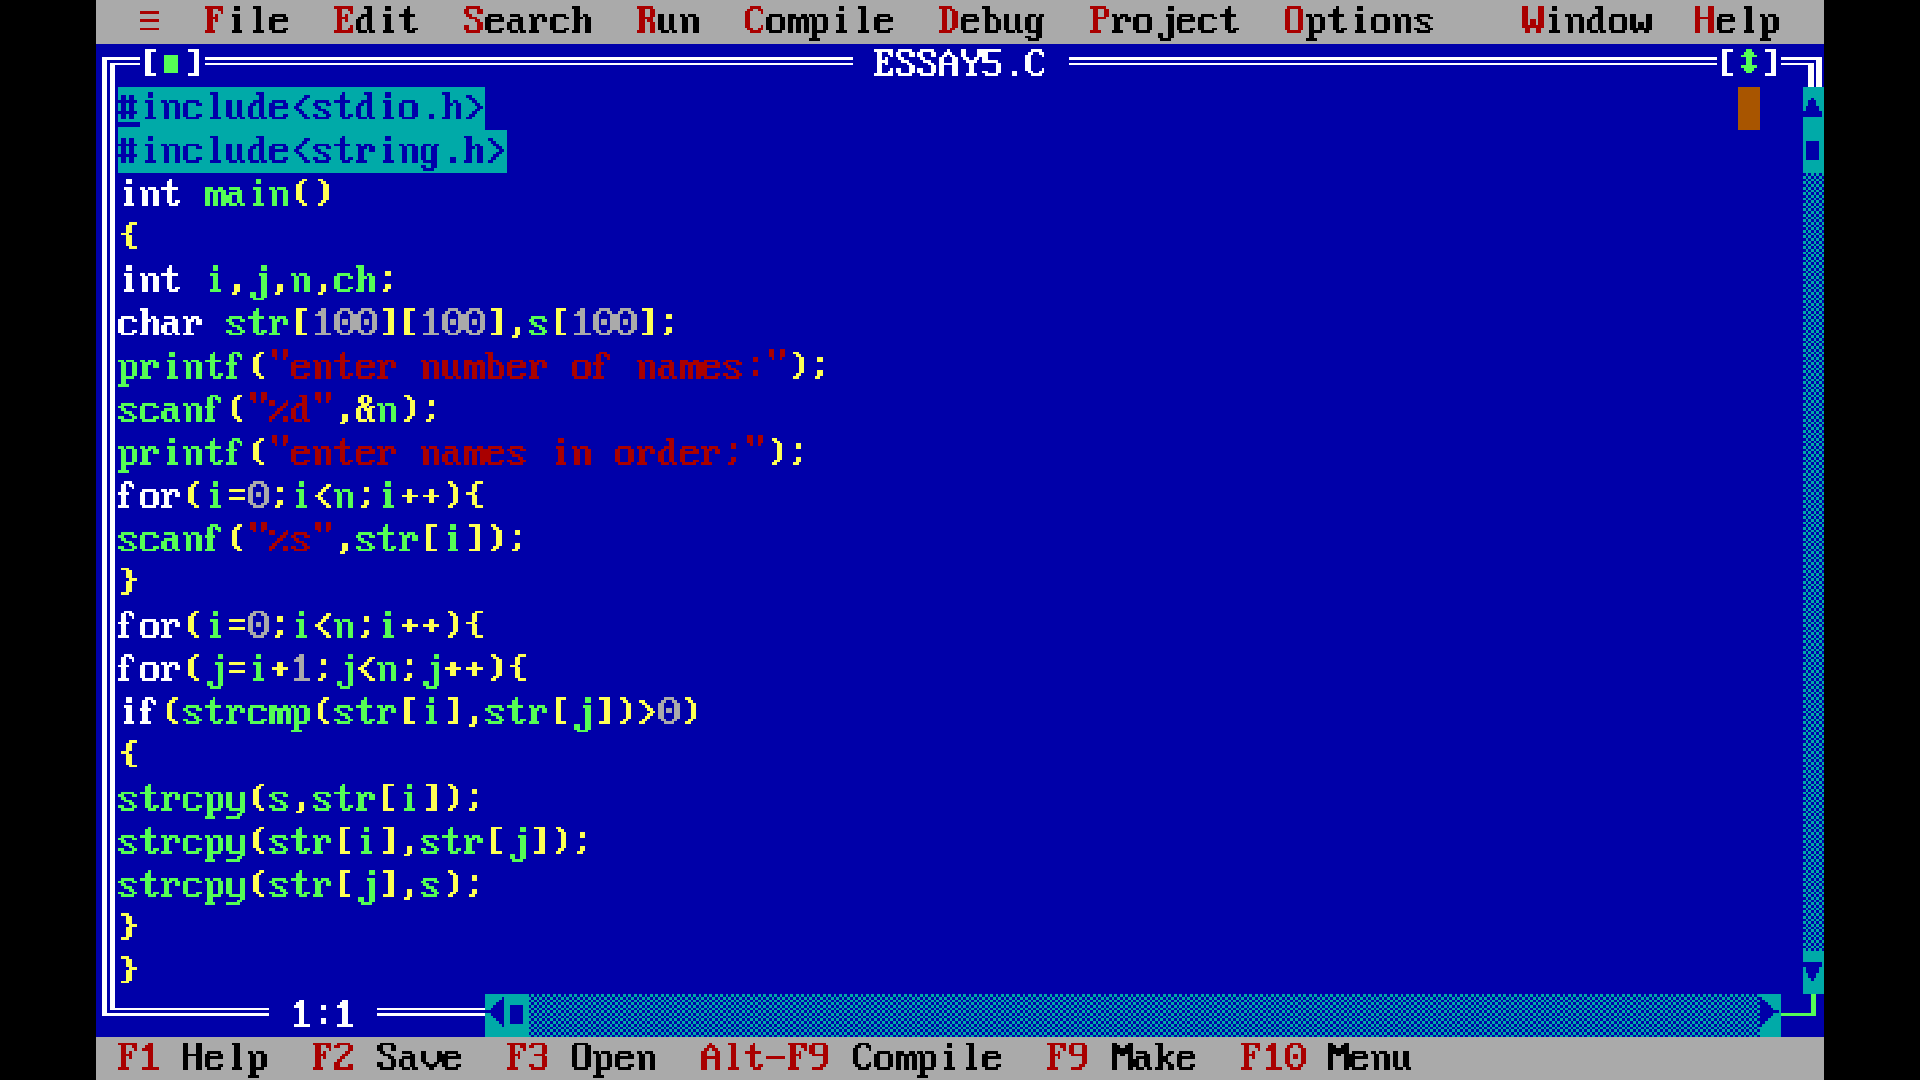 ≡ File Edit Search Run Compile Debug Project Options Window Help
[■] ESSAY5.C [↕]
#include<stdio.h>
#include<string.h>
int main()
{
int i,j,n,ch;
char str[100][100],s[100];
printf("enter number of names:");
scanf("%d",&n);
printf("enter names in order;");
for(i=0;i<n;i++){
scanf("%s",str[i]);
}
for(i=0;i<n;i++){
for(j=i+1;j<n;j++){
if(strcmp(str[i],str[j])>0)
{
strcpy(s,str[i]);
strcpy(str[i],str[j]);
strcpy(str[j],s);
}
}
1:1
F1 Help F2 Save F3 Open Alt-F9 Compile F9 Make F10 Menu